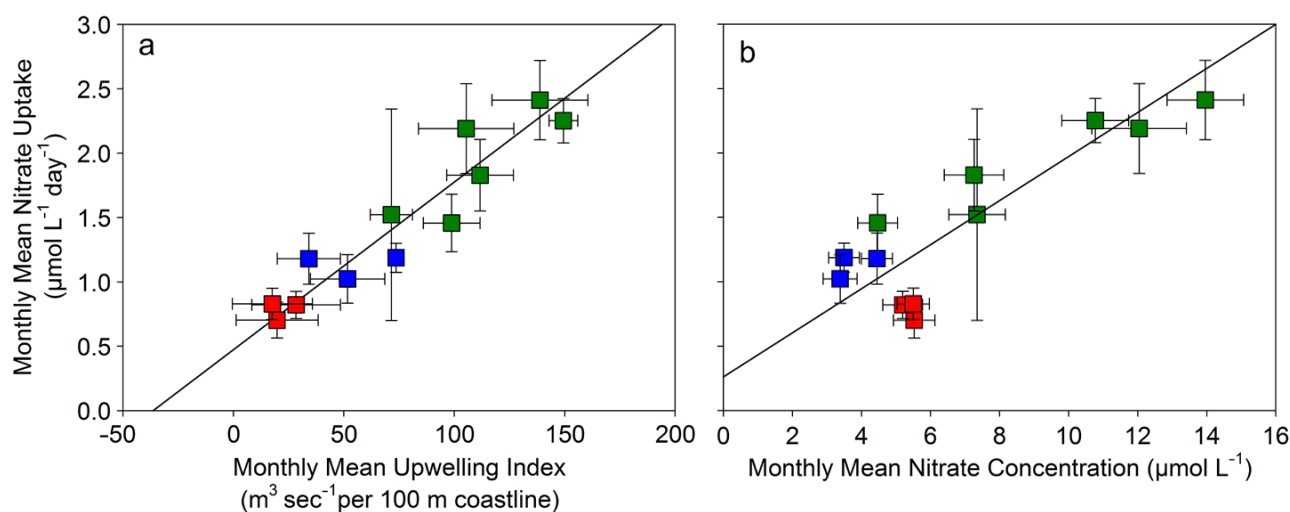 a
b
Monthly Mean Nitrate Uptake
(µmol L⁻¹ day⁻¹)
3.0
2.5
2.0
1.5
1.0
0.5
0.0
-50 0 50 100 150 200
0 2 4 6 8 10 12 14 16
Monthly Mean Upwelling Index
(m³ sec⁻¹per 100 m coastline)
Monthly Mean Nitrate Concentration (µmol L⁻¹)